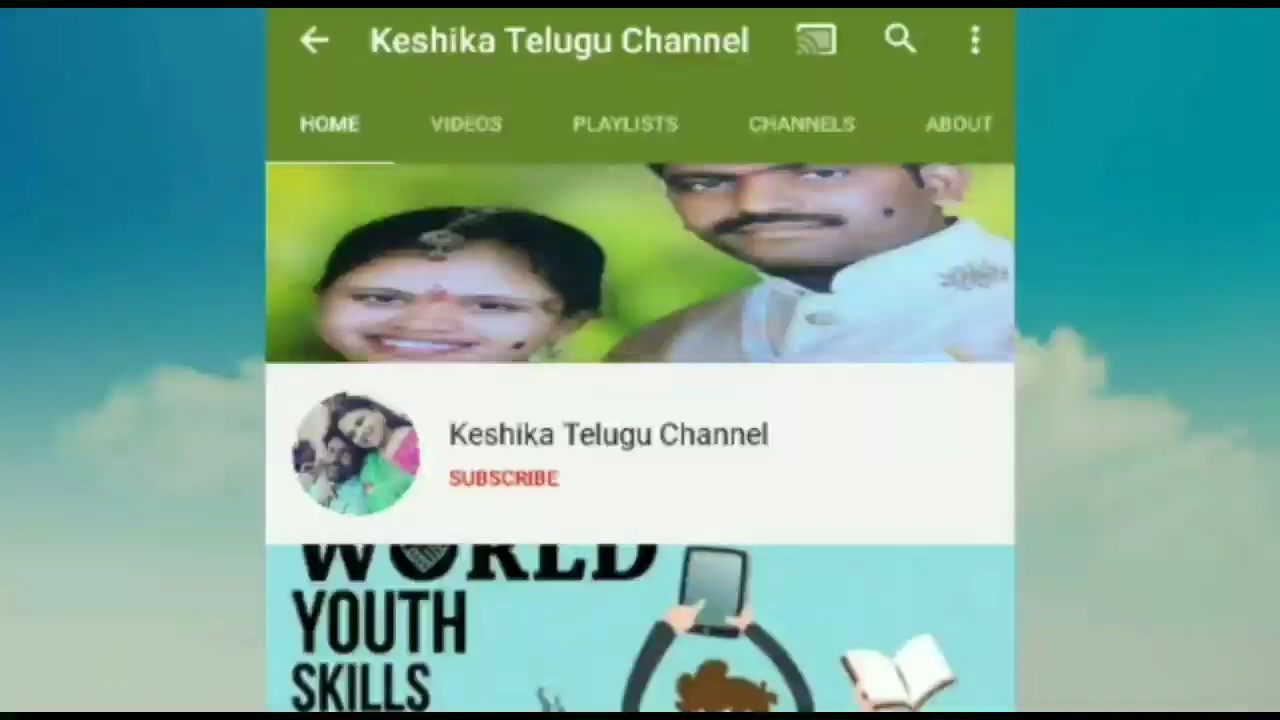 Keshika Telugu Channel
HOME VIDEOS PLAYLISTS CHANNELS ABOUT
Keshika Telugu Channel
SUBSCRIBE
WORLD
YOUTH
SKILLS